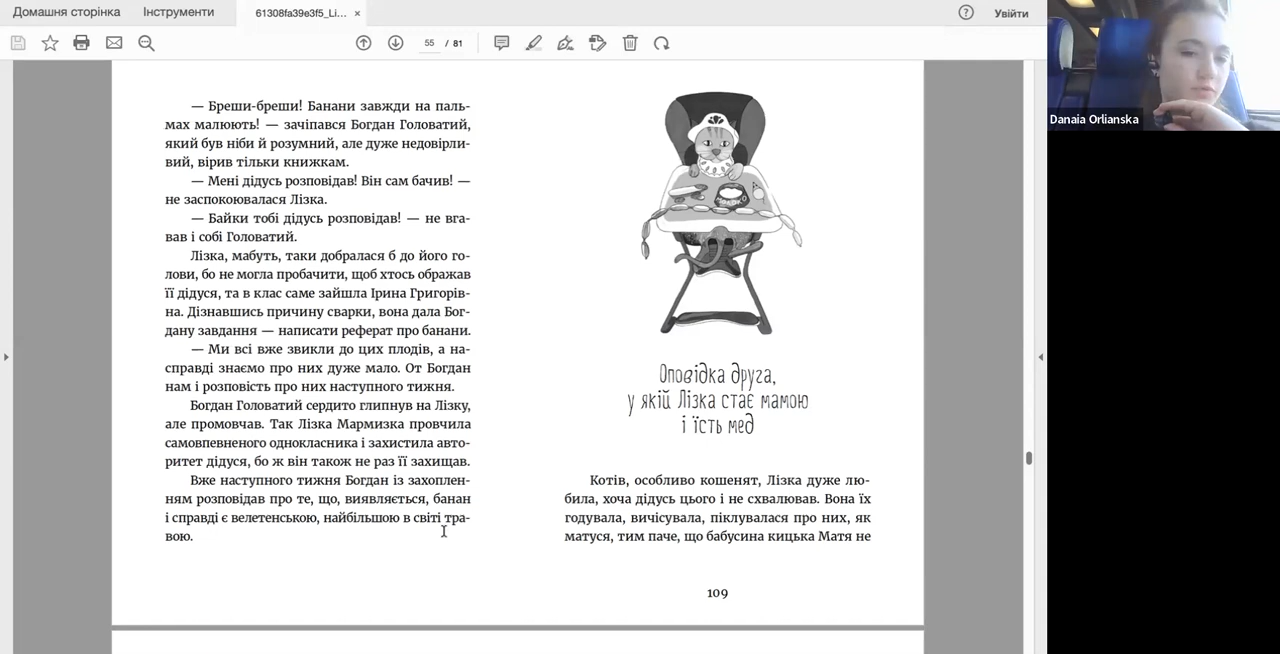 Домашня сторінка
Інструменти
61308fa39e3f5_Li...
Увійти
55 / 81
— Бреши-бреши! Банани завжди на паль-
мах малюють! — зачіпався Богдан Головатий,
який був ніби й розумний, але дуже недовірли-
вий, вірив тільки книжкам.
— Мені дідусь розповідав! Він сам бачив! —
не заспокоювалася Лізка.
— Байки тобі дідусь розповідав! — не вга-
вав і собі Головатий.
Лізка, мабуть, таки добралася б до його го-
лови, бо не могла пробачити, щоб хтось ображав
її дідуся, та в клас саме зайшла Ірина Григорів-
на. Дізнавшись причину сварки, вона дала Бог-
дану завдання — написати реферат про банани.
— Ми всі вже звикли до цих плодів, а на-
справді знаємо про них дуже мало. От Богдан
нам і розповість про них наступного тижня.
Богдан Головатий сердито глипнув на Лізку,
але промовчав. Так Лізка Мармизка провчила
самовпевненого однокласника і захистила авто-
ритет дідуся, бо ж він також не раз її захищав.
Вже наступного тижня Богдан із захоплен-
ням розповідав про те, що, виявляється, банан
і справді є велетенською, найбільшою в світі тра-
вою.
МОЛОКО
Оповідка друга,
у якій Лізка стає мамою
і їсть мед
Котів, особливо кошенят, Лізка дуже лю-
била, хоча дідусь цього і не схвалював. Вона їх
годувала, вичісувала, піклувалася про них, як
матуся, тим паче, що бабусина кицька Матя не
109
Danaia Orlianska